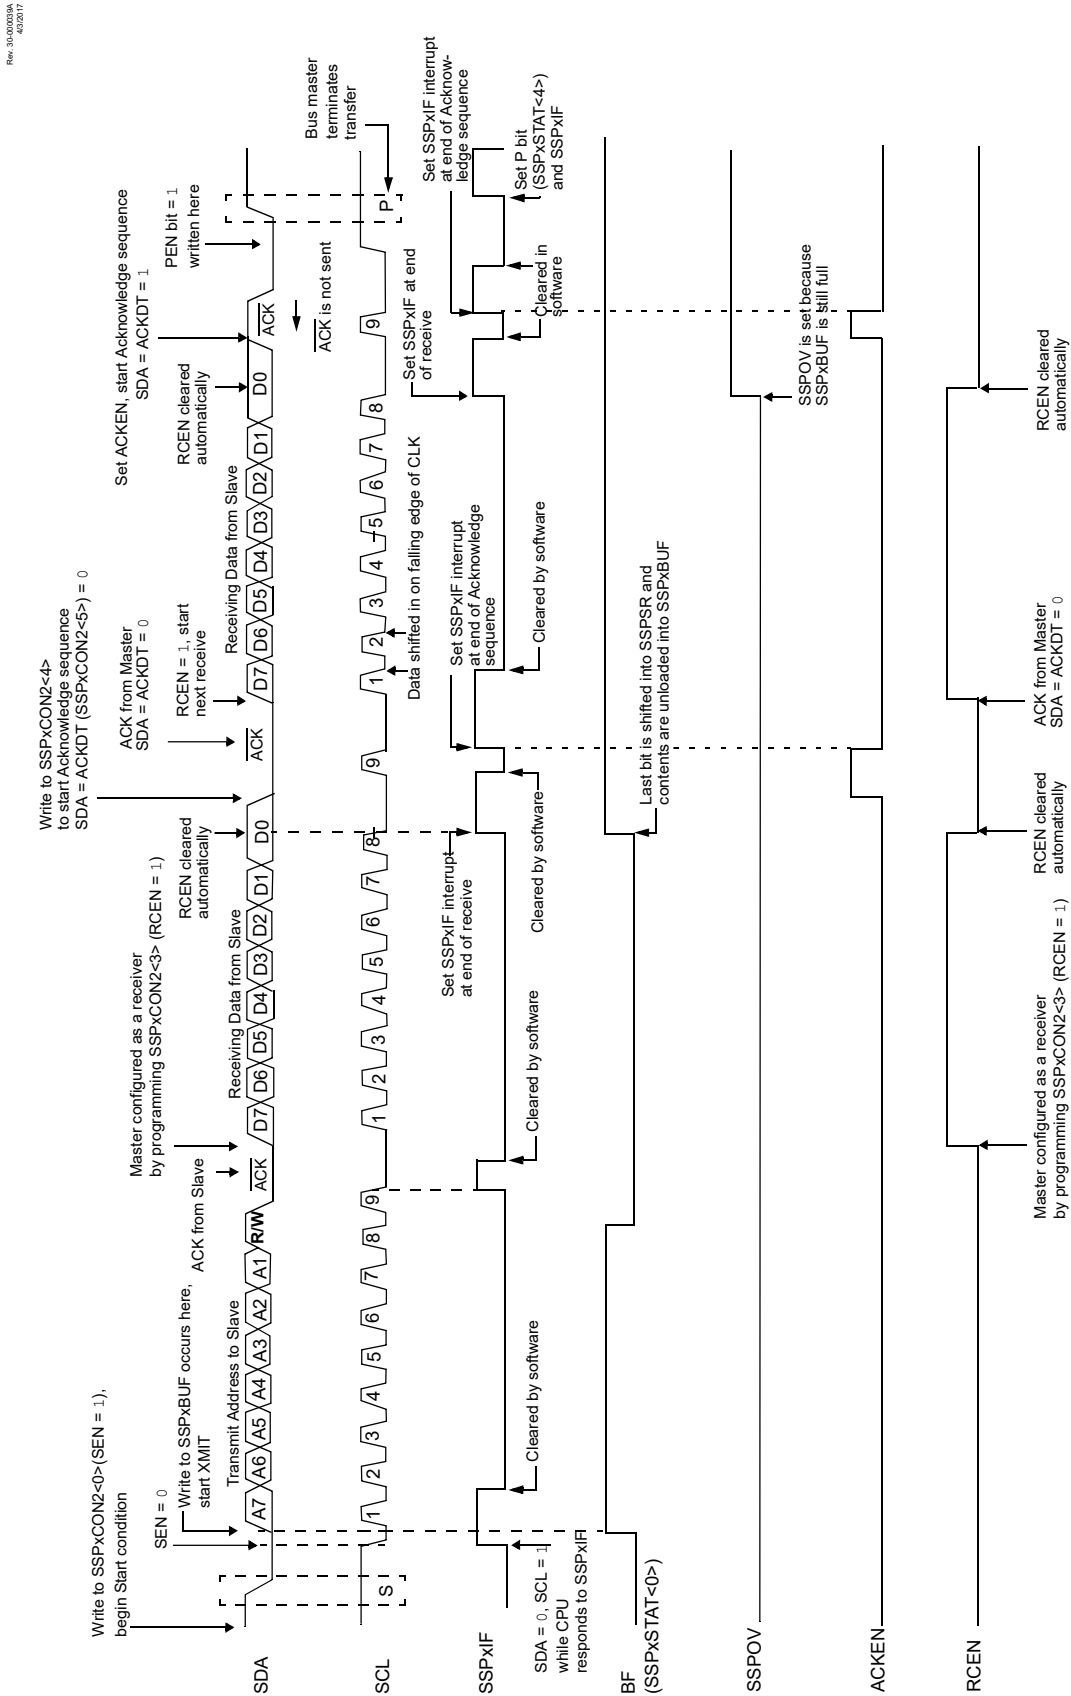 Rev. 30-000039A
4/3/2017
Write to SSPxCON2<4>
to start Acknowledge sequence
SDA = ACKDT (SSPxCON2<5>) = 0
Write to SSPxCON2<0>(SEN = 1),
begin Start condition
SEN = 0
Write to SSPxBUF occurs here,
start XMIT
ACK from Slave
Master configured as a receiver
by programming SSPxCON2<3> (RCEN = 1)
RCEN cleared
automatically
ACK from Master
SDA = ACKDT = 0
RCEN = 1, start
next receive
Set ACKEN, start Acknowledge sequence
SDA = ACKDT = 1
RCEN cleared
automatically
PEN bit = 1
written here
Transmit Address to Slave
Receiving Data from Slave
Receiving Data from Slave
SDA
A7 A6 A5 A4 A3 A2 A1 R/W ACK D7 D6 D5 D4 D3 D2 D1 D0 ACK D7 D6 D5 D4 D3 D2 D1 D0 ACK
ACK is not sent
Bus master
terminates
transfer
SCL
S 1 2 3 4 5 6 7 8 9 1 2 3 4 5 6 7 8 9 1 2 3 4 5 6 7 8 9 P
Data shifted in on falling edge of CLK
Set SSPxIF interrupt
at end of receive
Set SSPxIF interrupt
at end of Acknowledge
sequence
Set SSPxIF at end
of receive
Set SSPxIF interrupt
at end of Acknow-
ledge sequence
SSPxIF
SDA = 0, SCL = 1
while CPU
responds to SSPxIF
Cleared by software
Cleared by software
Cleared by software
Cleared by software
Cleared in
software
Set P bit
(SSPxSTAT<4>)
and SSPxIF
BF
(SSPxSTAT<0>)
Last bit is shifted into SSPSR and
contents are unloaded into SSPxBUF
SSPOV
SSPOV is set because
SSPxBUF is still full
ACKEN
RCEN
Master configured as a receiver
by programming SSPxCON2<3> (RCEN = 1)
RCEN cleared
automatically
ACK from Master
SDA = ACKDT = 0
RCEN cleared
automatically